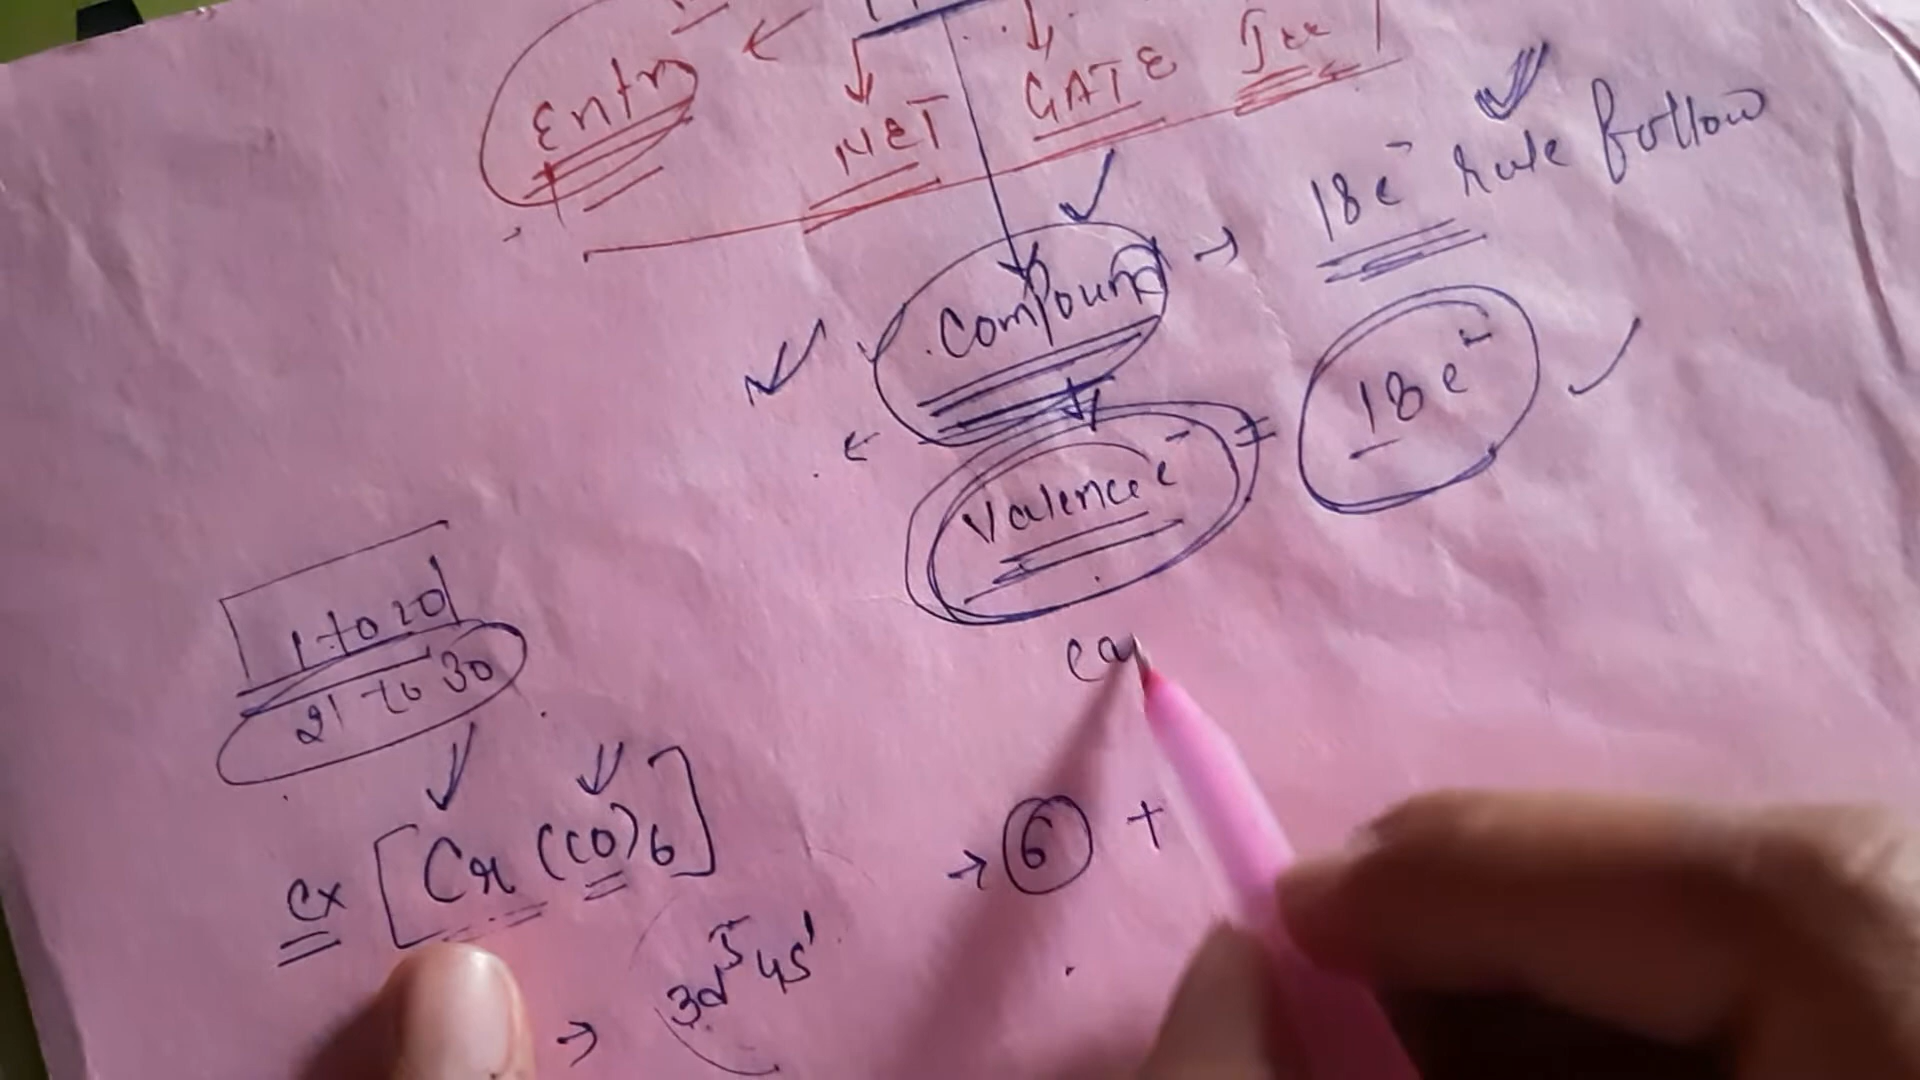 Entr NET GATE Jee
18e⁻ rule follow
Compound →
Valence e⁻ = 18e⁻
1 to 20
21 to 30
ex [Cr (CO)6] → 6 +
→ 3d⁵ 4s¹